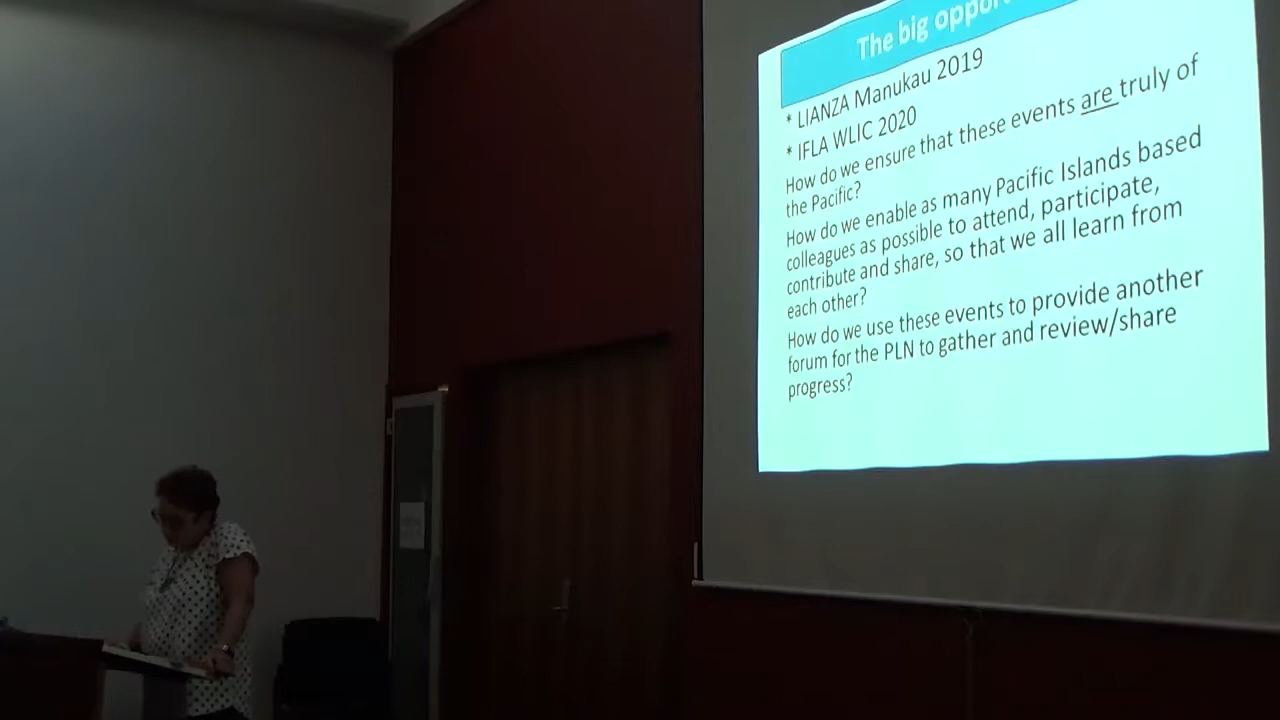 The big
* LIANZA Manukau 2019
* IFLA WLIC 2020
How do we ensure that these events are truly of
the Pacific?
How do we enable as many Pacific Islands based
colleagues as possible to attend, participate,
contribute and share, so that we all learn from
each other?
How do we use these events to provide another
forum for the PLN to gather and review/share
progress?